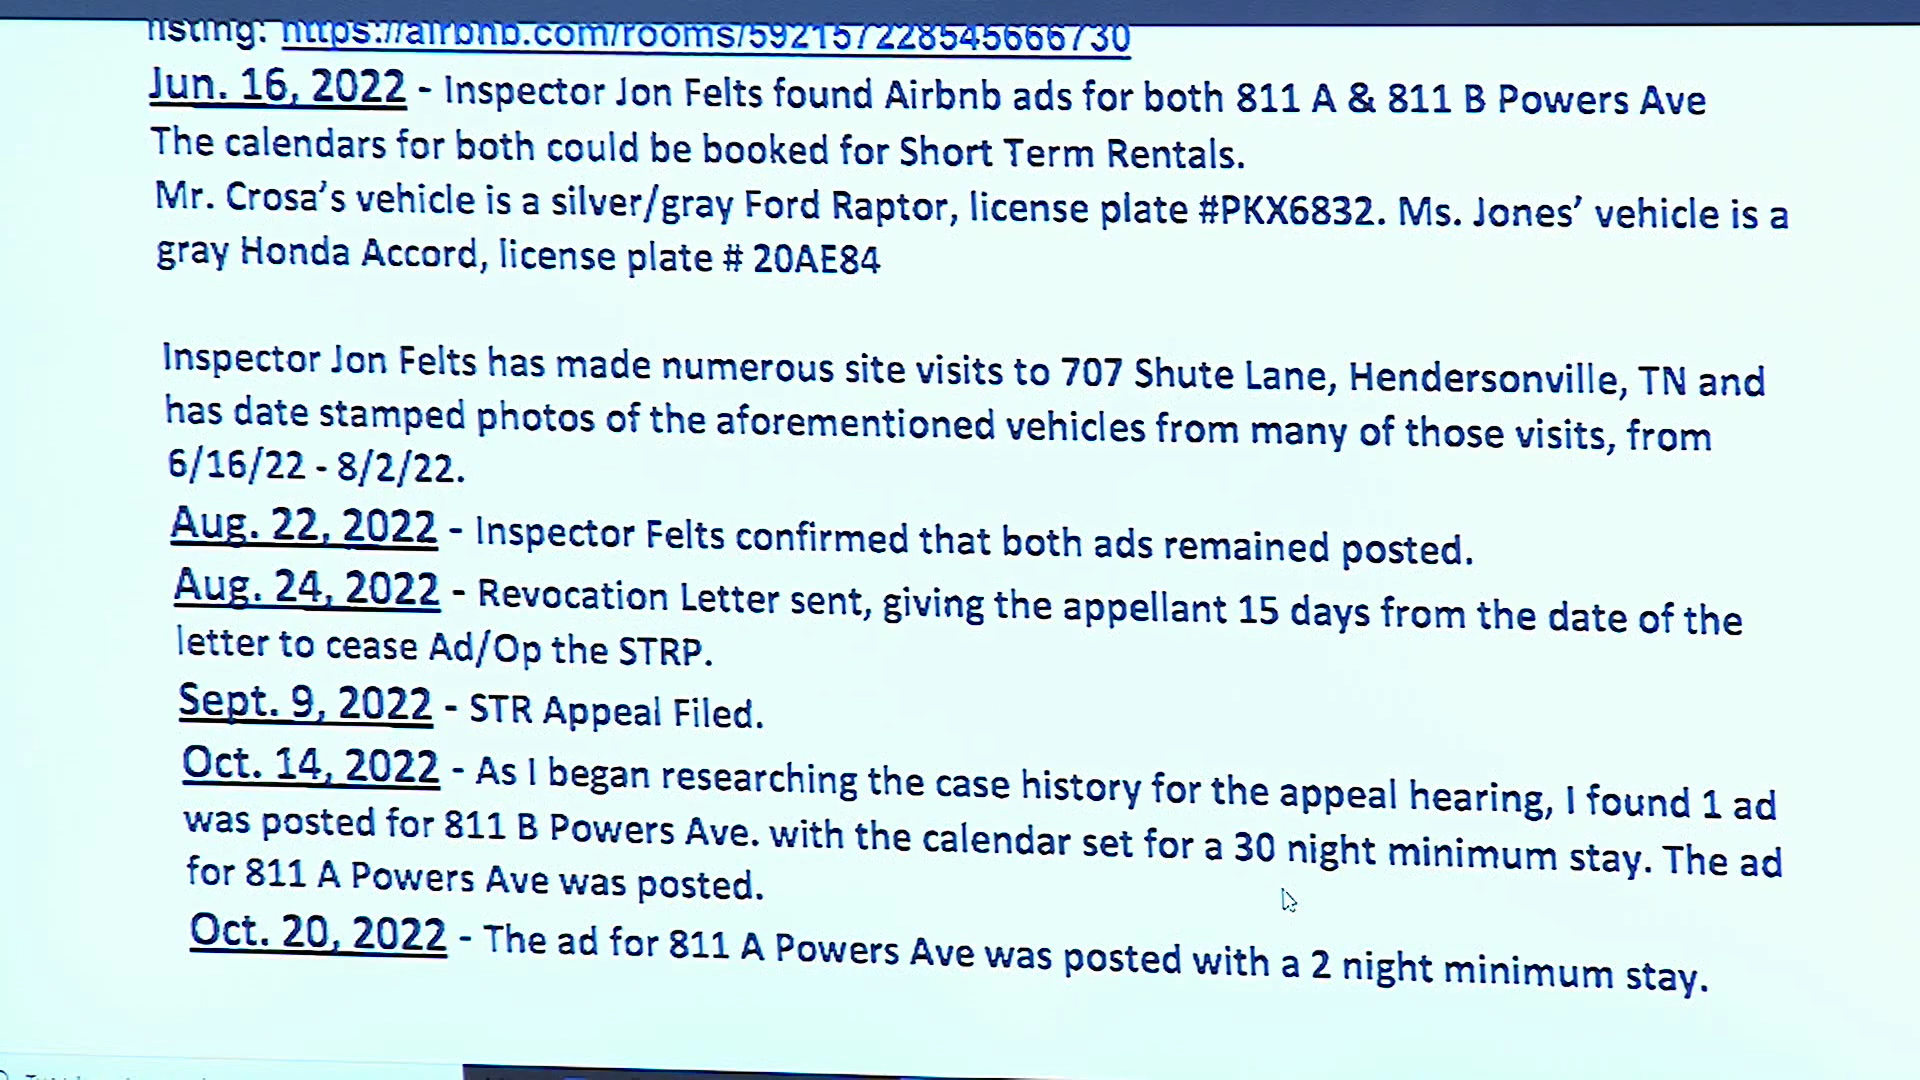 listing: https://airbnb.com/rooms/592157228545666730
Jun. 16, 2022 - Inspector Jon Felts found Airbnb ads for both 811 A & 811 B Powers Ave
The calendars for both could be booked for Short Term Rentals.
Mr. Crosa’s vehicle is a silver/gray Ford Raptor, license plate #PKX6832. Ms. Jones’ vehicle is a
gray Honda Accord, license plate # 20AE84
Inspector Jon Felts has made numerous site visits to 707 Shute Lane, Hendersonville, TN and
has date stamped photos of the aforementioned vehicles from many of those visits, from
6/16/22 - 8/2/22.
Aug. 22, 2022 - Inspector Felts confirmed that both ads remained posted.
Aug. 24, 2022 - Revocation Letter sent, giving the appellant 15 days from the date of the
letter to cease Ad/Op the STRP.
Sept. 9, 2022 - STR Appeal Filed.
Oct. 14, 2022 - As I began researching the case history for the appeal hearing, I found 1 ad
was posted for 811 B Powers Ave. with the calendar set for a 30 night minimum stay. The ad
for 811 A Powers Ave was posted.
Oct. 20, 2022 - The ad for 811 A Powers Ave was posted with a 2 night minimum stay.